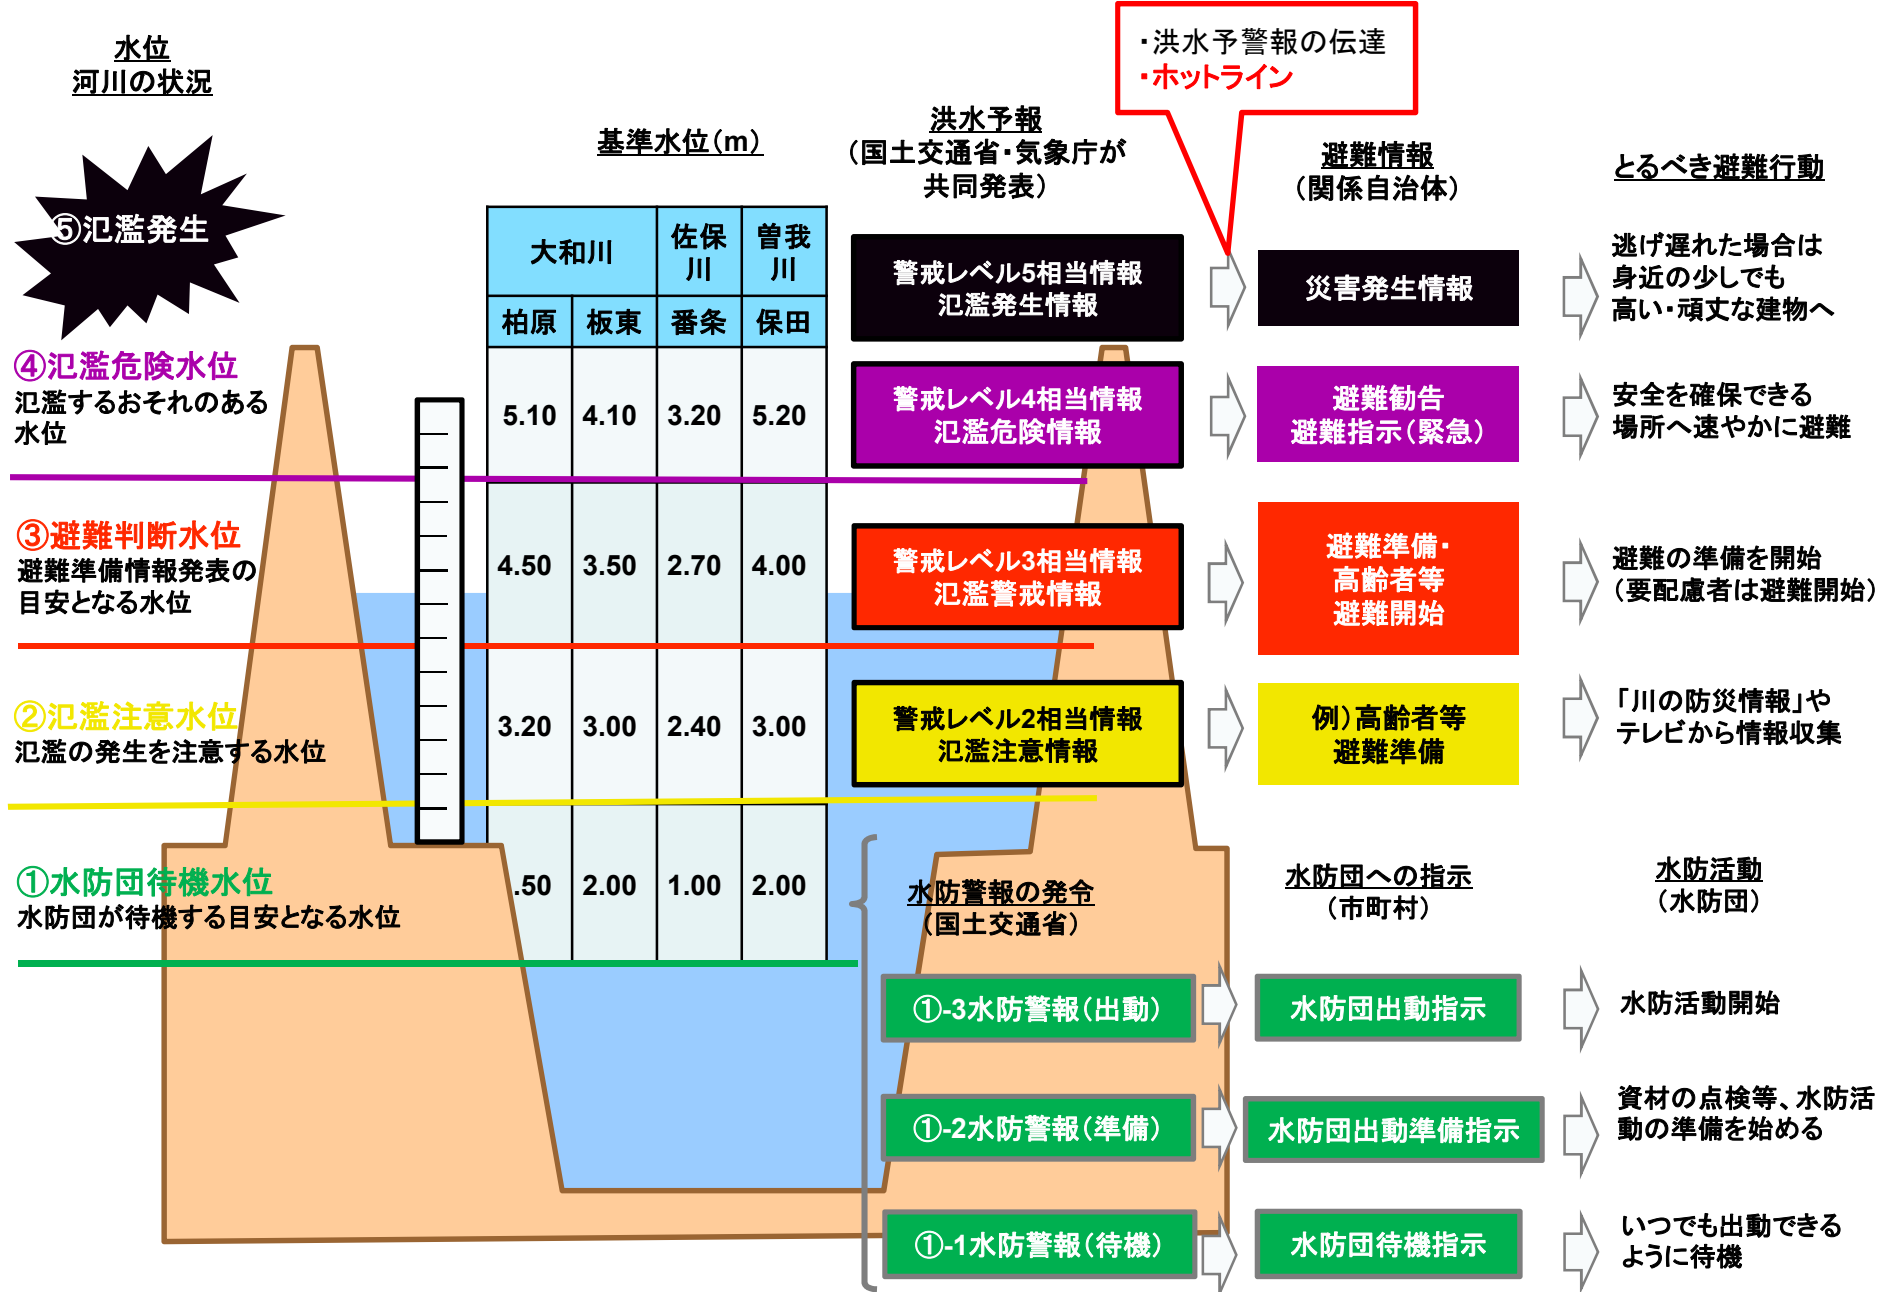 水位
河川の状況
・洪水予警報の伝達
・ホットライン
基準水位(m)
洪水予報
(国土交通省・気象庁が
共同発表)
避難情報
(関係自治体)
とるべき避難行動
⑤氾濫発生
大和川
佐保
川
曽我
川
柏原
板東
番条
保田
警戒レベル5相当情報
氾濫発生情報
災害発生情報
逃げ遅れた場合は
身近の少しでも
高い・頑丈な建物へ
④氾濫危険水位
氾濫するおそれのある
水位
5.10 4.10 3.20 5.20
警戒レベル4相当情報
氾濫危険情報
避難勧告
避難指示(緊急)
安全を確保できる
場所へ速やかに避難
③避難判断水位
避難準備情報発表の
目安となる水位
4.50 3.50 2.70 4.00
警戒レベル3相当情報
氾濫警戒情報
避難準備・
高齢者等
避難開始
避難の準備を開始
(要配慮者は避難開始)
②氾濫注意水位
氾濫の発生を注意する水位
3.20 3.00 2.40 3.00
警戒レベル2相当情報
氾濫注意情報
例)高齢者等
避難準備
「川の防災情報」や
テレビから情報収集
①水防団待機水位
水防団が待機する目安となる水位
.50 2.00 1.00 2.00
水防警報の発令
(国土交通省)
水防団への指示
(市町村)
水防活動
(水防団)
①-3水防警報(出動)
水防団出動指示
水防活動開始
①-2水防警報(準備)
水防団出動準備指示
資材の点検等、水防活
動の準備を始める
①-1水防警報(待機)
水防団待機指示
いつでも出動できる
ように待機